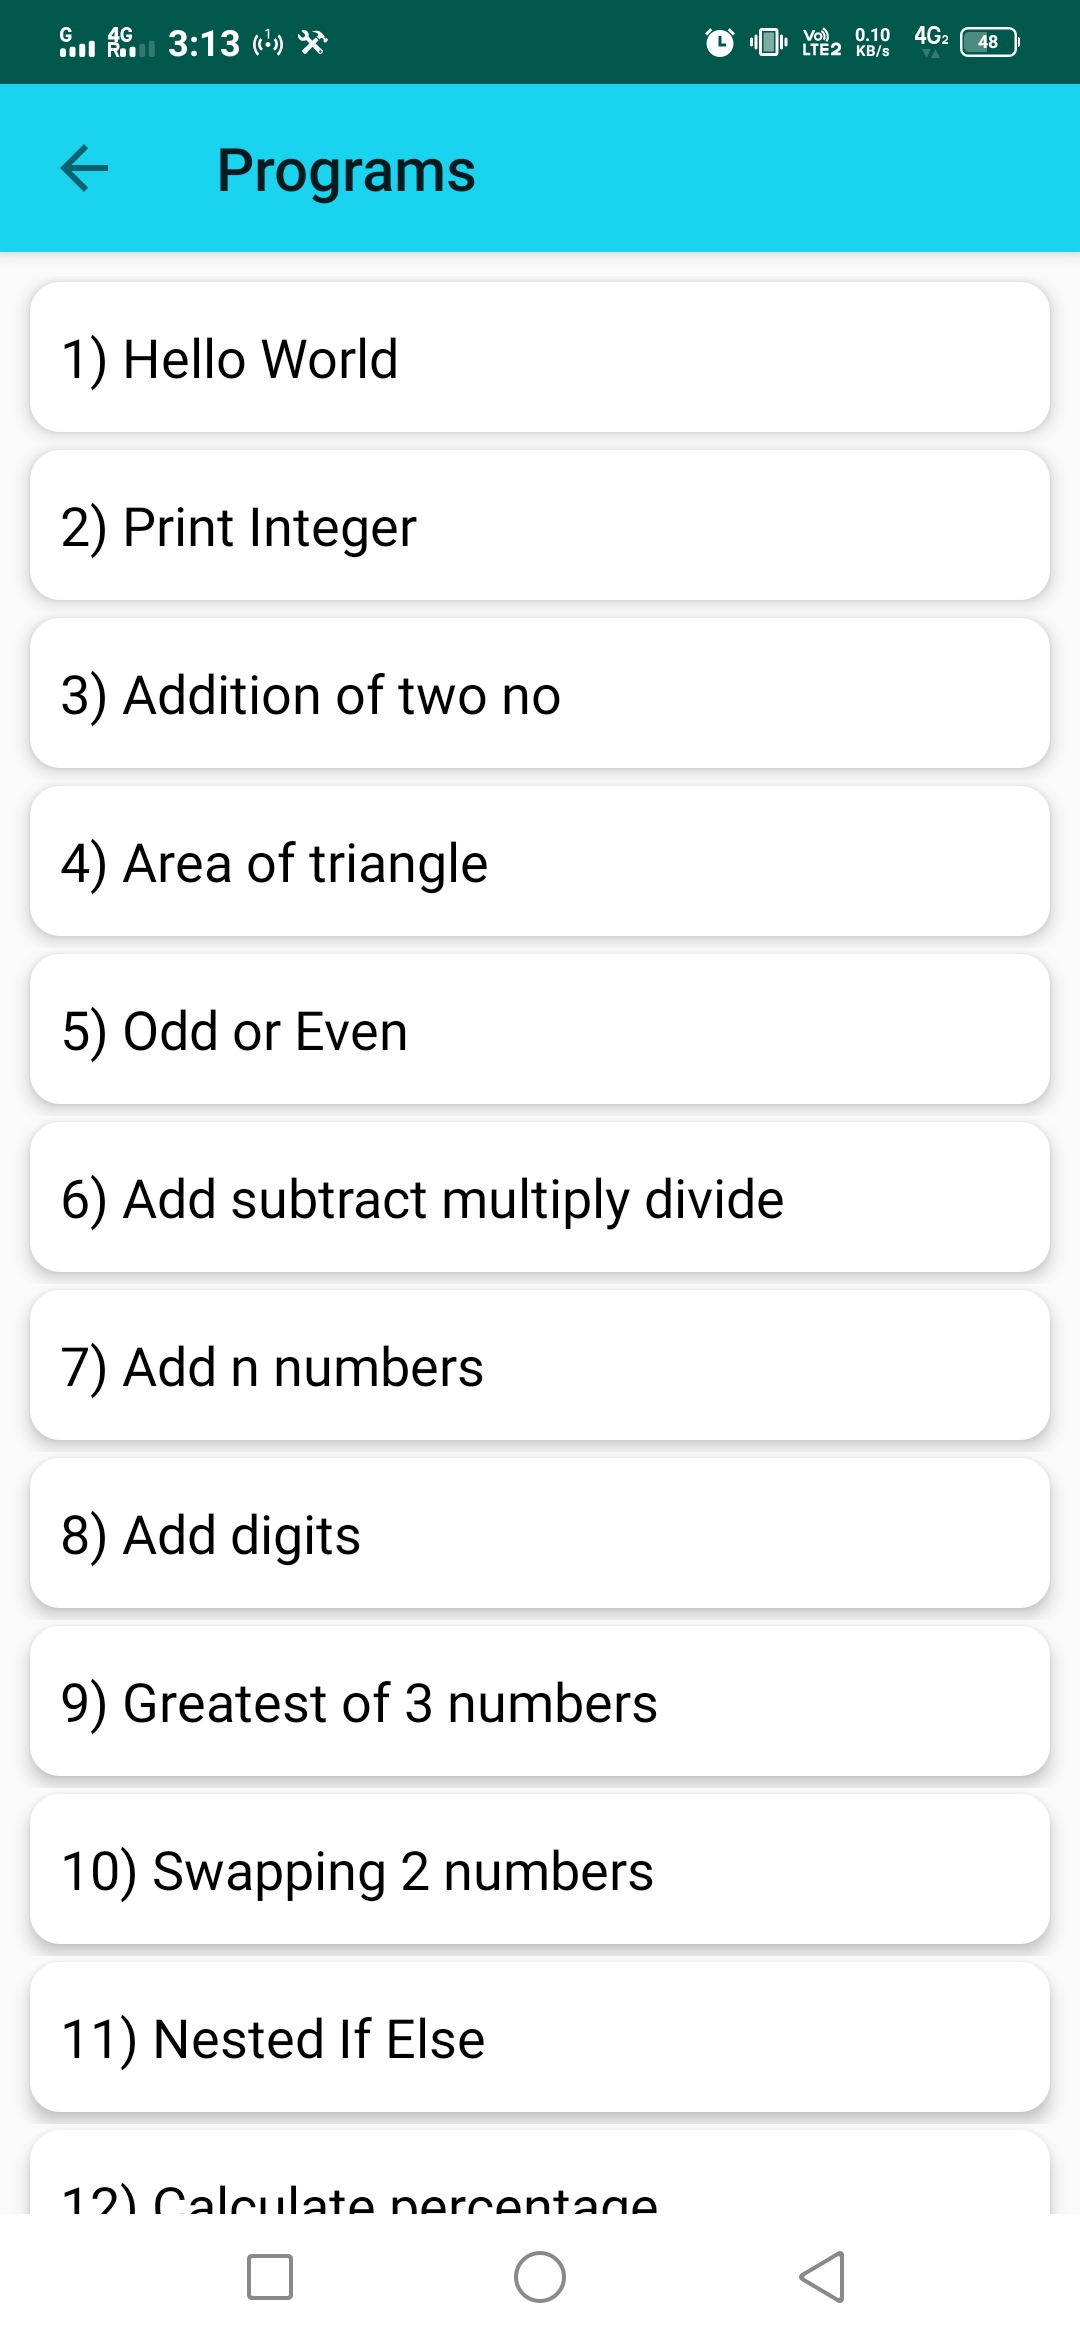 G 4G R 3:13 Vo) LTE2 0.10 KB/s 4G2 48
Programs
1) Hello World
2) Print Integer
3) Addition of two no
4) Area of triangle
5) Odd or Even
6) Add subtract multiply divide
7) Add n numbers
8) Add digits
9) Greatest of 3 numbers
10) Swapping 2 numbers
11) Nested If Else
12) Calculate percentage